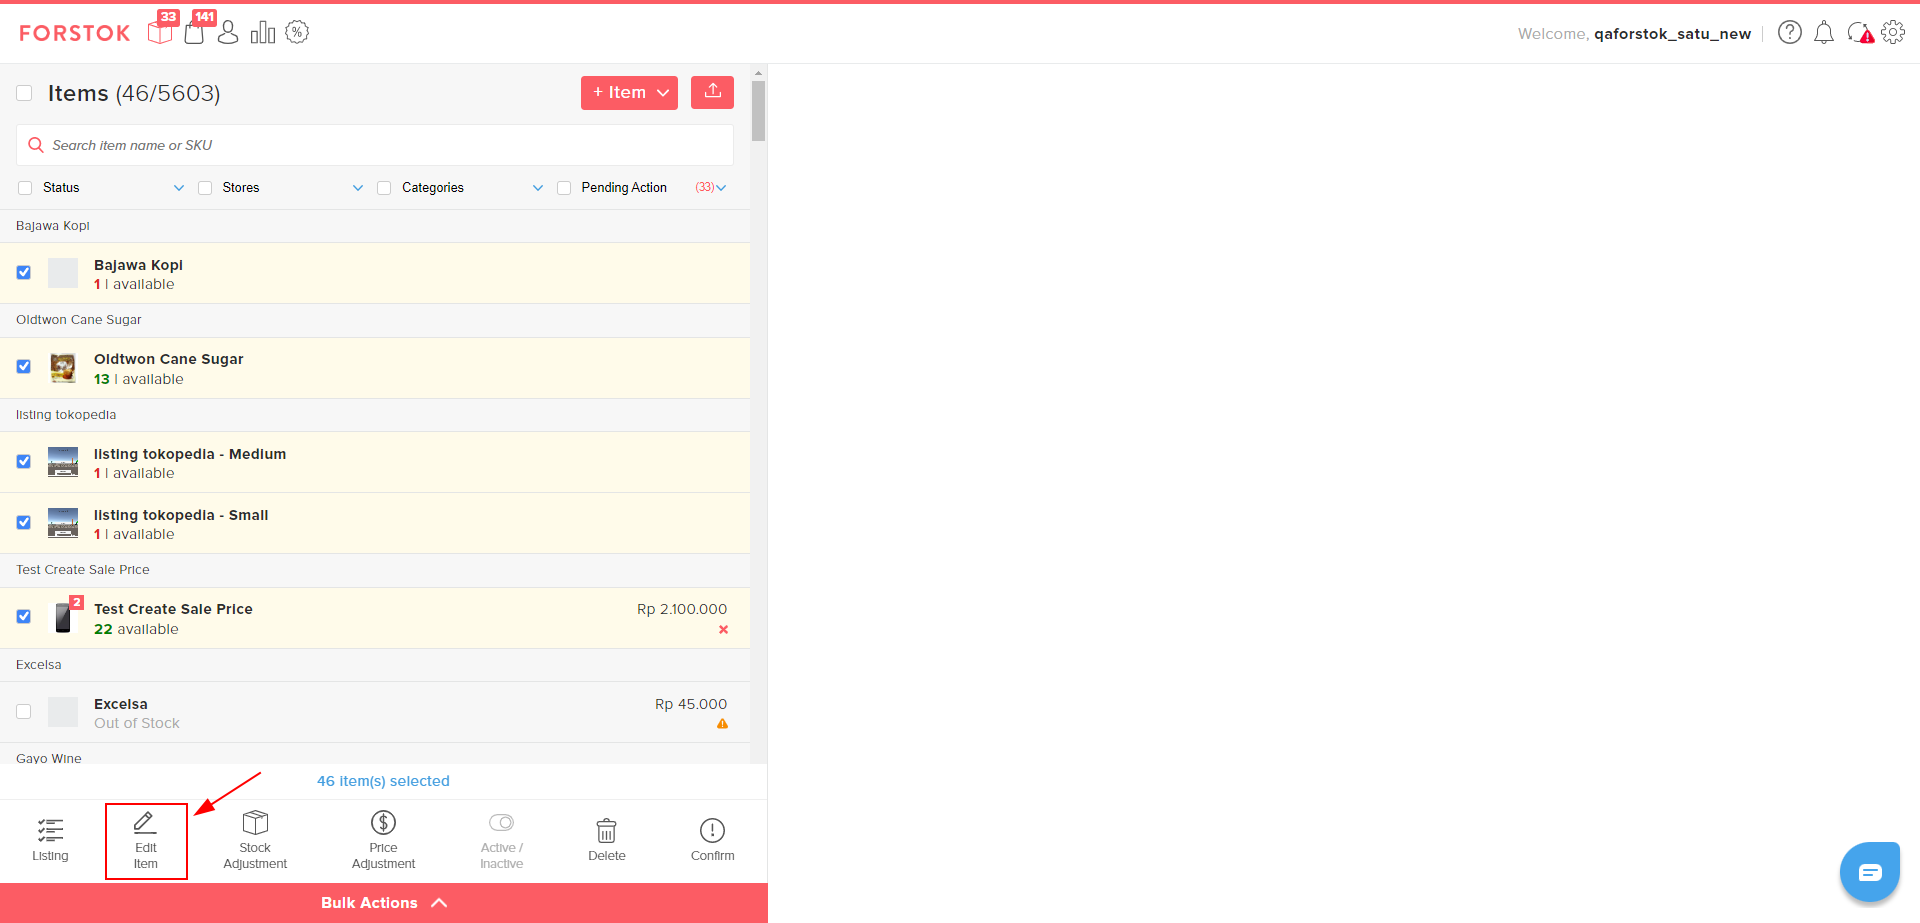 FORSTOK 33 141 Welcome, qaforstok_satu_new
Items (46/5603) + Item
Search item name or SKU
Status Stores Categories Pending Action (33)
Bajawa Kopi
Bajawa Kopi
1 | available
Oldtwon Cane Sugar
Oldtwon Cane Sugar
13 | available
listing tokopedia
listing tokopedia - Medium
1 | available
listing tokopedia - Small
1 | available
Test Create Sale Price
2 Test Create Sale Price Rp 2.100.000
22 available
Excelsa
Excelsa Rp 45.000
Out of Stock
Gayo Wine
46 item(s) selected
Listing
Edit
Item
Stock
Adjustment
Price
Adjustment
Active /
Inactive
Delete
Confirm
Bulk Actions